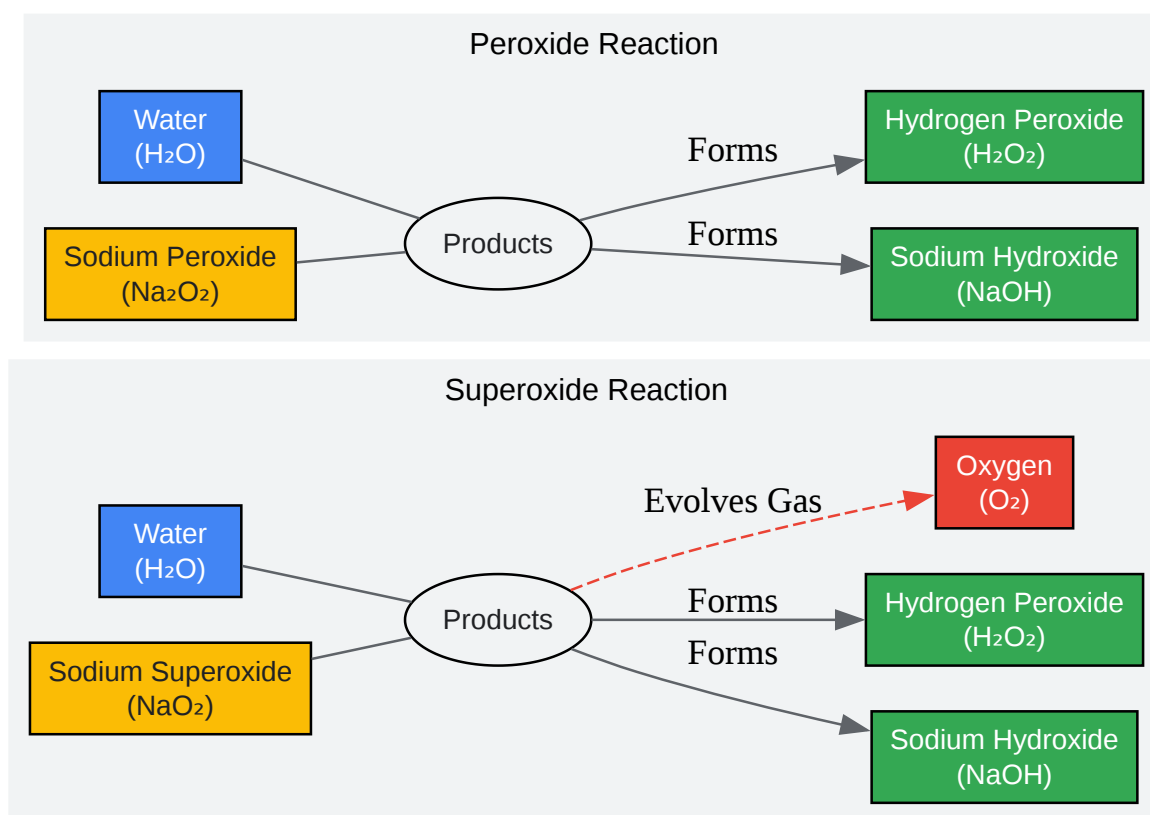 Peroxide Reaction
Water
(H₂O)
Sodium Peroxide
(Na₂O₂)
Products
Forms
Forms
Hydrogen Peroxide
(H₂O₂)
Sodium Hydroxide
(NaOH)
Superoxide Reaction
Water
(H₂O)
Sodium Superoxide
(NaO₂)
Products
Evolves Gas
Forms
Forms
Oxygen
(O₂)
Hydrogen Peroxide
(H₂O₂)
Sodium Hydroxide
(NaOH)